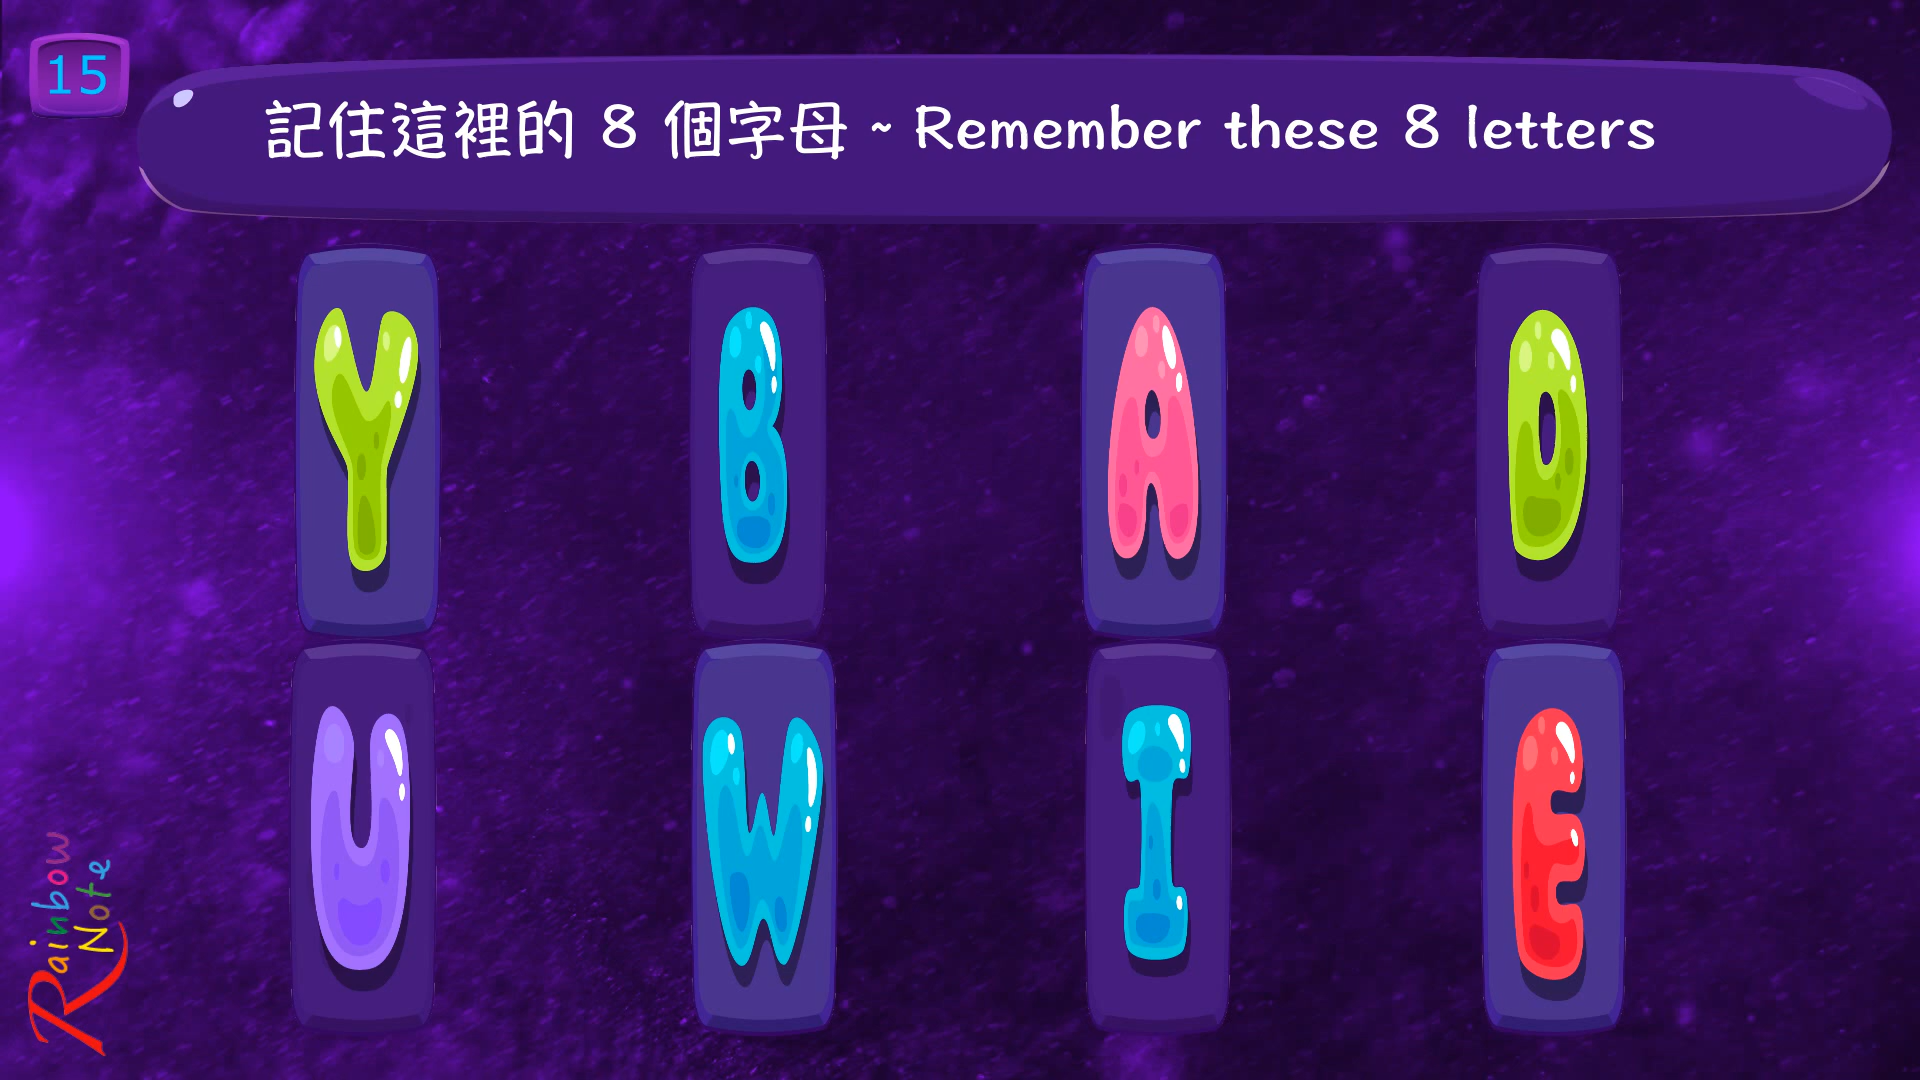 15
記住這裡的 8 個字母 ~ Remember these 8 letters
Y B A D
U W I E
Rainbow
Note